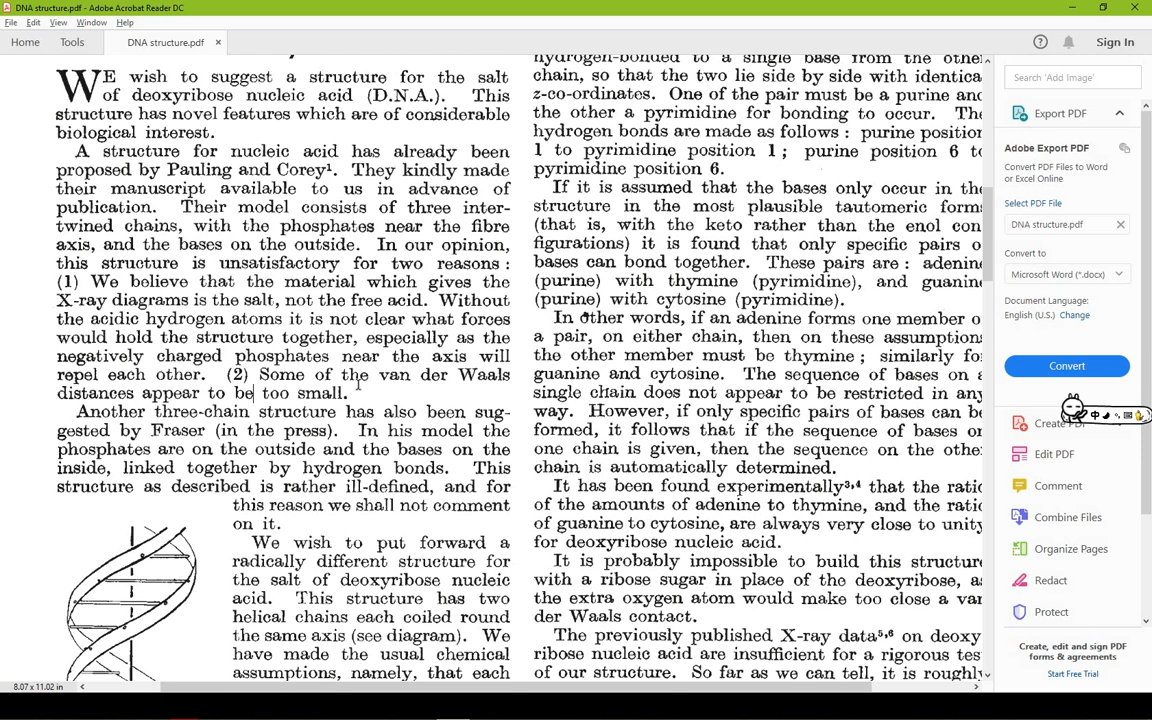 DNA structure.pdf - Adobe Acrobat Reader DC
File Edit View Window Help
Home Tools DNA structure.pdf × Sign In
WE wish to suggest a structure for the salt
of deoxyribose nucleic acid (D.N.A.). This
structure has novel features which are of considerable
biological interest.
A structure for nucleic acid has already been
proposed by Pauling and Corey¹. They kindly made
their manuscript available to us in advance of
publication. Their model consists of three inter-
twined chains, with the phosphates near the fibre
axis, and the bases on the outside. In our opinion,
this structure is unsatisfactory for two reasons :
(1) We believe that the material which gives the
X-ray diagrams is the salt, not the free acid. Without
the acidic hydrogen atoms it is not clear what forces
would hold the structure together, especially as the
negatively charged phosphates near the axis will
repel each other. (2) Some of the van der Waals
distances appear to be too small.
Another three-chain structure has also been sug-
gested by Fraser (in the press). In his model the
phosphates are on the outside and the bases on the
inside, linked together by hydrogen bonds. This
structure as described is rather ill-defined, and for
this reason we shall not comment
on it.
We wish to put forward a
radically different structure for
the salt of deoxyribose nucleic
acid. This structure has two
helical chains each coiled round
the same axis (see diagram). We
have made the usual chemical
assumptions, namely, that each
hydrogen-bonded to a single base from the other
chain, so that the two lie side by side with identica
z-co-ordinates. One of the pair must be a purine and
the other a pyrimidine for bonding to occur. The
hydrogen bonds are made as follows : purine position
1 to pyrimidine position 1 ; purine position 6 to
pyrimidine position 6.
If it is assumed that the bases only occur in the
structure in the most plausible tautomeric forms
(that is, with the keto rather than the enol con
figurations) it is found that only specific pairs o
bases can bond together. These pairs are : adenine
(purine) with thymine (pyrimidine), and guanine
(purine) with cytosine (pyrimidine).
In other words, if an adenine forms one member o
a pair, on either chain, then on these assumptions
the other member must be thymine ; similarly fo
guanine and cytosine. The sequence of bases on a
single chain does not appear to be restricted in any
way. However, if only specific pairs of bases can be
formed, it follows that if the sequence of bases on
one chain is given, then the sequence on the other
chain is automatically determined.
It has been found experimentally³,⁴ that the ratio
of the amounts of adenine to thymine, and the ratio
of guanine to cytosine, are always very close to unity
for deoxyribose nucleic acid.
It is probably impossible to build this structure
with a ribose sugar in place of the deoxyribose, as
the extra oxygen atom would make too close a van
der Waals contact.
The previously published X-ray data⁵,⁶ on deoxy
ribose nucleic acid are insufficient for a rigorous tes
of our structure. So far as we can tell, it is roughly
8.07 x 11.02 in
Search 'Add Image'
Export PDF
Adobe Export PDF
Convert PDF Files to Word
or Excel Online
Select PDF File
DNA structure.pdf
Convert to
Microsoft Word (*.docx)
Document Language:
English (U.S.) Change
Convert
中
Create PDF
Edit PDF
Comment
Combine Files
Organize Pages
Redact
Protect
Create, edit and sign PDF
forms & agreements
Start Free Trial